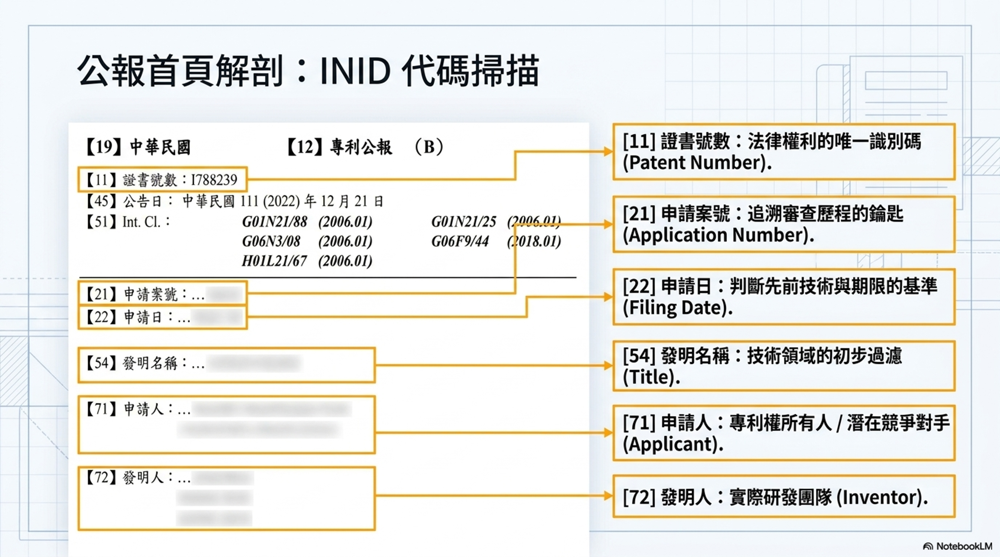 公報首頁解剖：INID 代碼掃描
【19】中華民國 【12】專利公報 （B）
【11】證書號數：I788239
【45】公告日： 中華民國 111 (2022) 年 12 月 21 日
【51】Int. Cl.： G01N21/88 (2006.01) G01N21/25 (2006.01)
G06N3/08 (2006.01) G06F9/44 (2018.01)
H01L21/67 (2006.01)
【21】申請案號：...
【22】申請日：...
【54】發明名稱：...
【71】申請人：...
【72】發明人：...
[11] 證書號數：法律權利的唯一識別碼
(Patent Number).
[21] 申請案號：追溯審查歷程的鑰匙
(Application Number).
[22] 申請日：判斷先前技術與期限的基準
(Filing Date).
[54] 發明名稱：技術領域的初步過濾
(Title).
[71] 申請人：專利權所有人 / 潛在競爭對手
(Applicant).
[72] 發明人：實際研發團隊 (Inventor).
NotebookLM